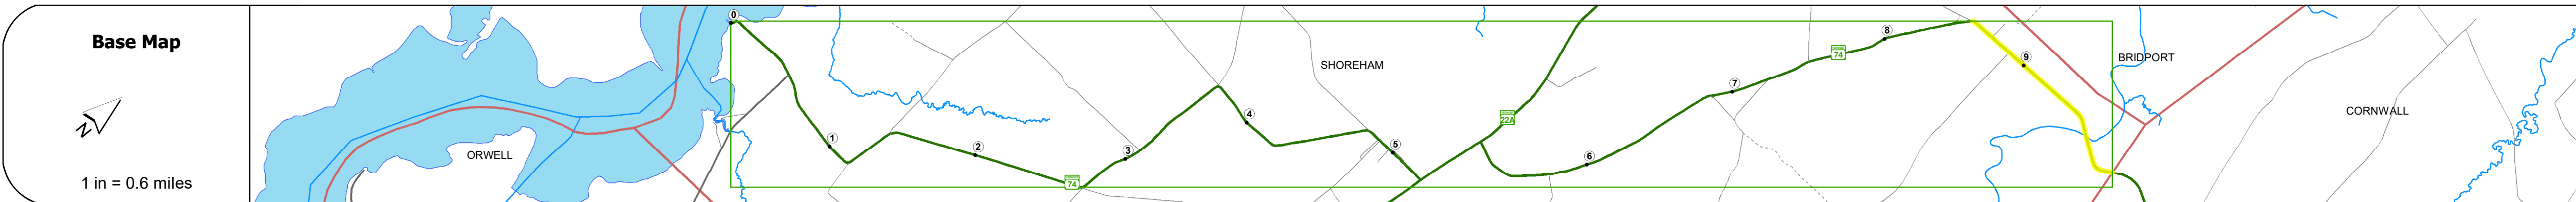 Base Map
N
1 in = 0.6 miles
ORWELL
0
1
2
74
3
4
SHOREHAM
5
22A
6
7
74
8
9
BRIDPORT
CORNWALL